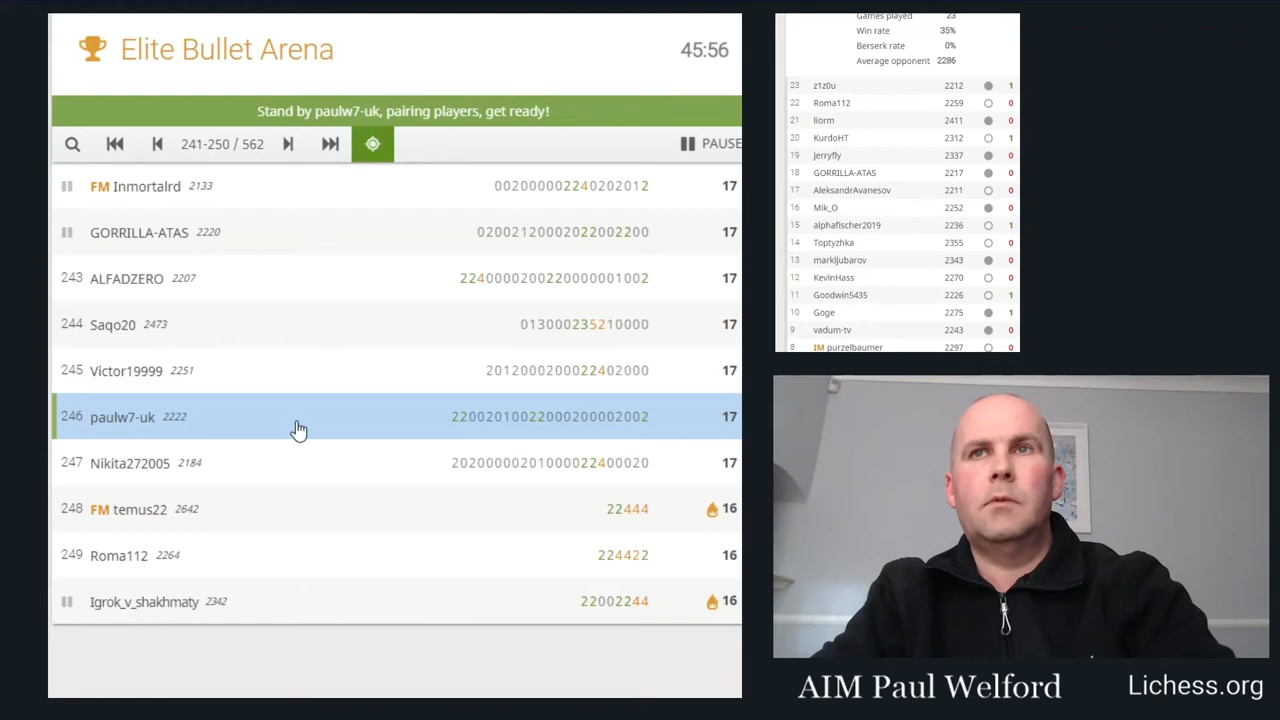 Elite Bullet Arena 45:56
Stand by paulw7-uk, pairing players, get ready!
241-250 / 562 PAUSE
FM Inmortalrd 2133 00200000224020201​2 17
GORRILLA-ATAS 2220 02002120002022002200 17
243 ALFADZERO 2207 2240000200220000001002 17
244 Saqo20 2473 013000235210000 17
245 Victor19999 2251 2012000200022402000 17
246 paulw7-uk 2222 22002010022000200002002 17
247 Nikita272005 2184 20200000201000022400020 17
248 FM temus22 2642 22444 16
249 Roma112 2264 224422 16
Igrok_v_shakhmaty 2342 22002244 16
Games played 23
Win rate 35%
Berserk rate 0%
Average opponent 2286
23 z1z0u 2212 1
22 Roma112 2259 0
21 liorm 2411 0
20 KurdoHT 2312 1
19 Jerryfly 2337 0
18 GORRILLA-ATAS 2217 0
17 AleksandrAvanesov 2211 0
16 Mik_O 2252 0
15 alphafischer2019 2236 1
14 Toptyzhka 2355 0
13 markljubarov 2343 0
12 KevinHass 2270 0
11 Goodwin5435 2226 1
10 Goge 2275 1
9 vadum-tv 2243 0
8 IM purzelbaumer 2297 0
AIM Paul Welford Lichess.org